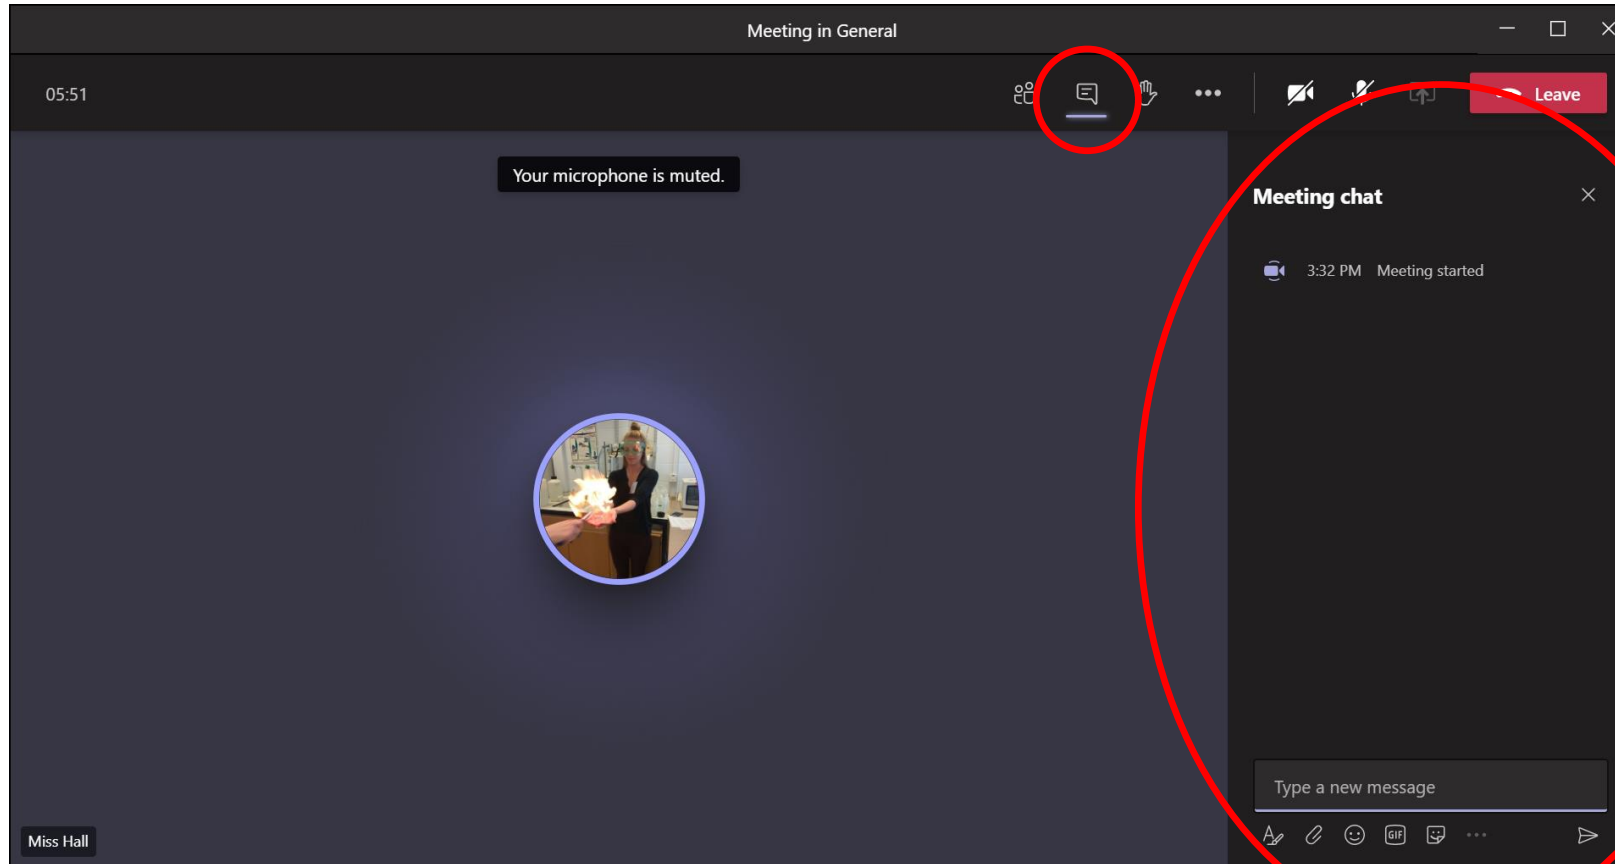 Meeting in General
05:51
Leave
Your microphone is muted.
Meeting chat
3:32 PM Meeting started
Type a new message
GIF
Miss Hall